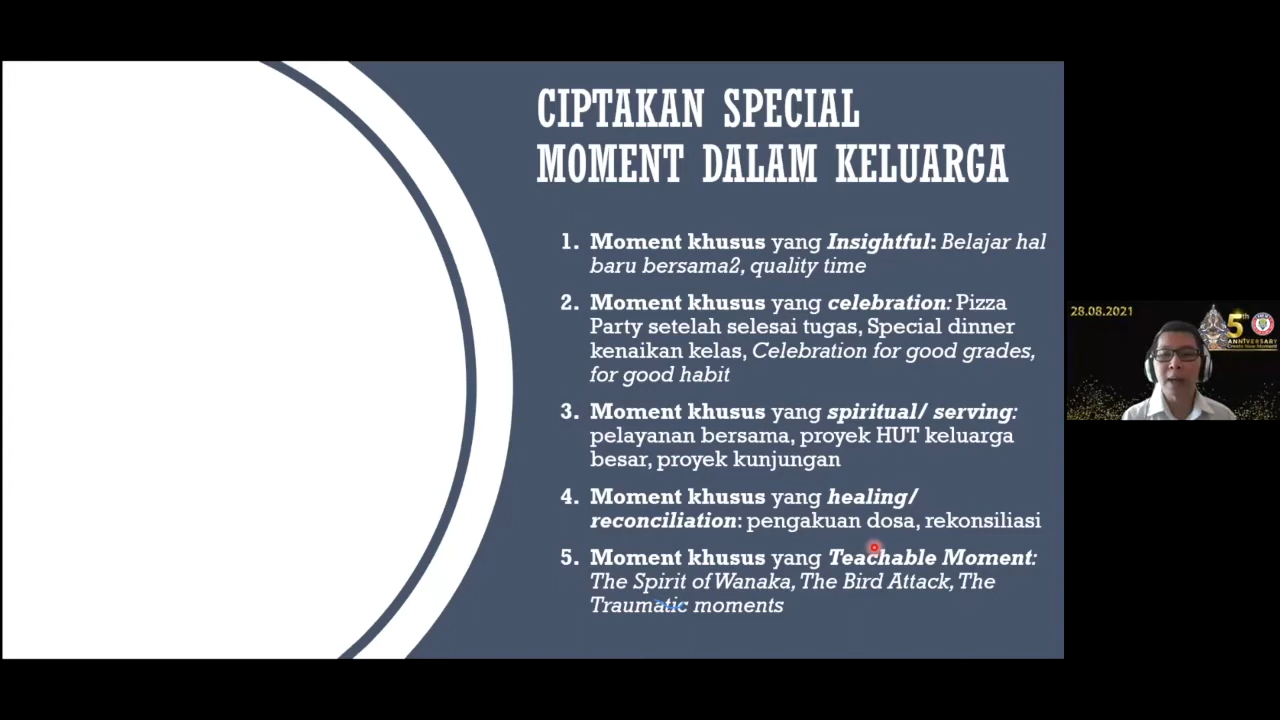 CIPTAKAN SPECIAL
MOMENT DALAM KELUARGA
1. Moment khusus yang Insightful: Belajar hal
baru bersama2, quality time
2. Moment khusus yang celebration: Pizza
Party setelah selesai tugas, Special dinner
kenaikan kelas, Celebration for good grades,
for good habit
3. Moment khusus yang spiritual/ serving:
pelayanan bersama, proyek HUT keluarga
besar, proyek kunjungan
4. Moment khusus yang healing/
reconciliation: pengakuan dosa, rekonsiliasi
5. Moment khusus yang Teachable Moment:
The Spirit of Wanaka, The Bird Attack, The
Traumatic moments
28.08.2021
5th
ANNIVERSARY
Create New Moment